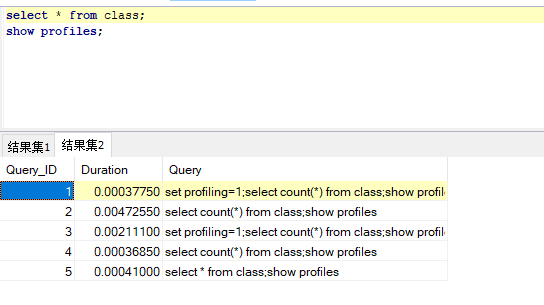 select * from class;
show profiles;
结果集1 结果集2
Query_ID Duration Query
1 0.00037750 set profiling=1;select count(*) from class;show profil
2 0.00472550 select count(*) from class;show profiles
3 0.00211100 set profiling=1;select count(*) from class;show profil
4 0.00036850 select count(*) from class;show profiles
5 0.00041000 select * from class;show profiles